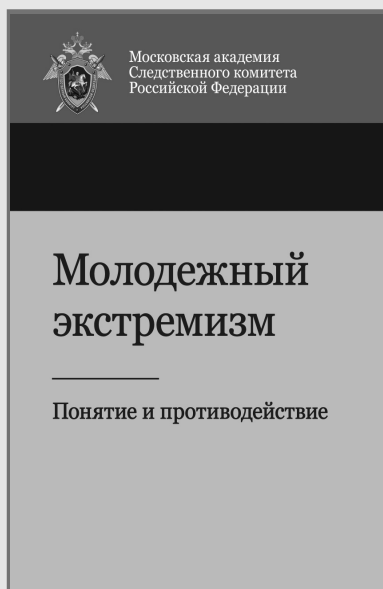 Московская академия
Следственного комитета
Российской Федерации
Молодежный
экстремизм
Понятие и противодействие